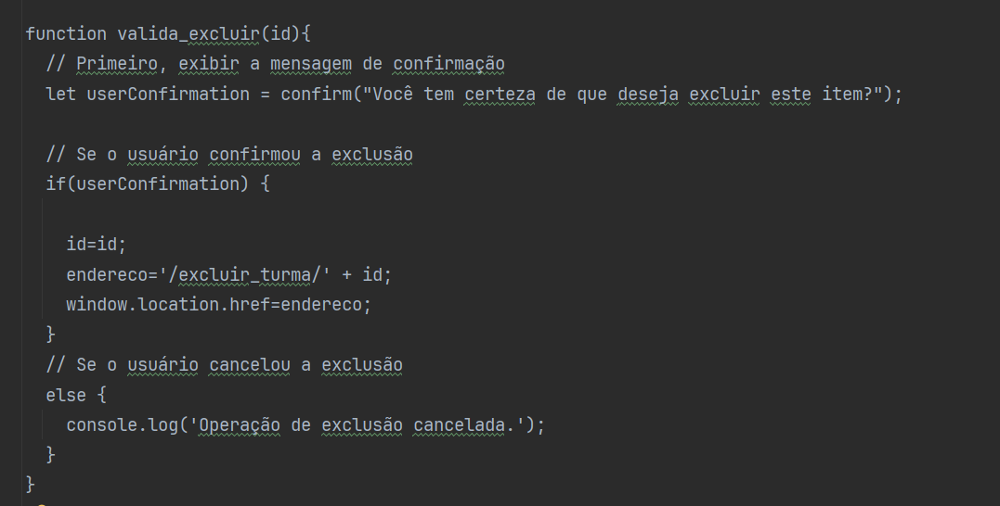 function valida_excluir(id){
// Primeiro, exibir a mensagem de confirmação
let userConfirmation = confirm("Você tem certeza de que deseja excluir este item?");
// Se o usuário confirmou a exclusão
if(userConfirmation) {
id=id;
endereco='/excluir_turma/' + id;
window.location.href=endereco;
}
// Se o usuário cancelou a exclusão
else {
console.log('Operação de exclusão cancelada.');
}
}